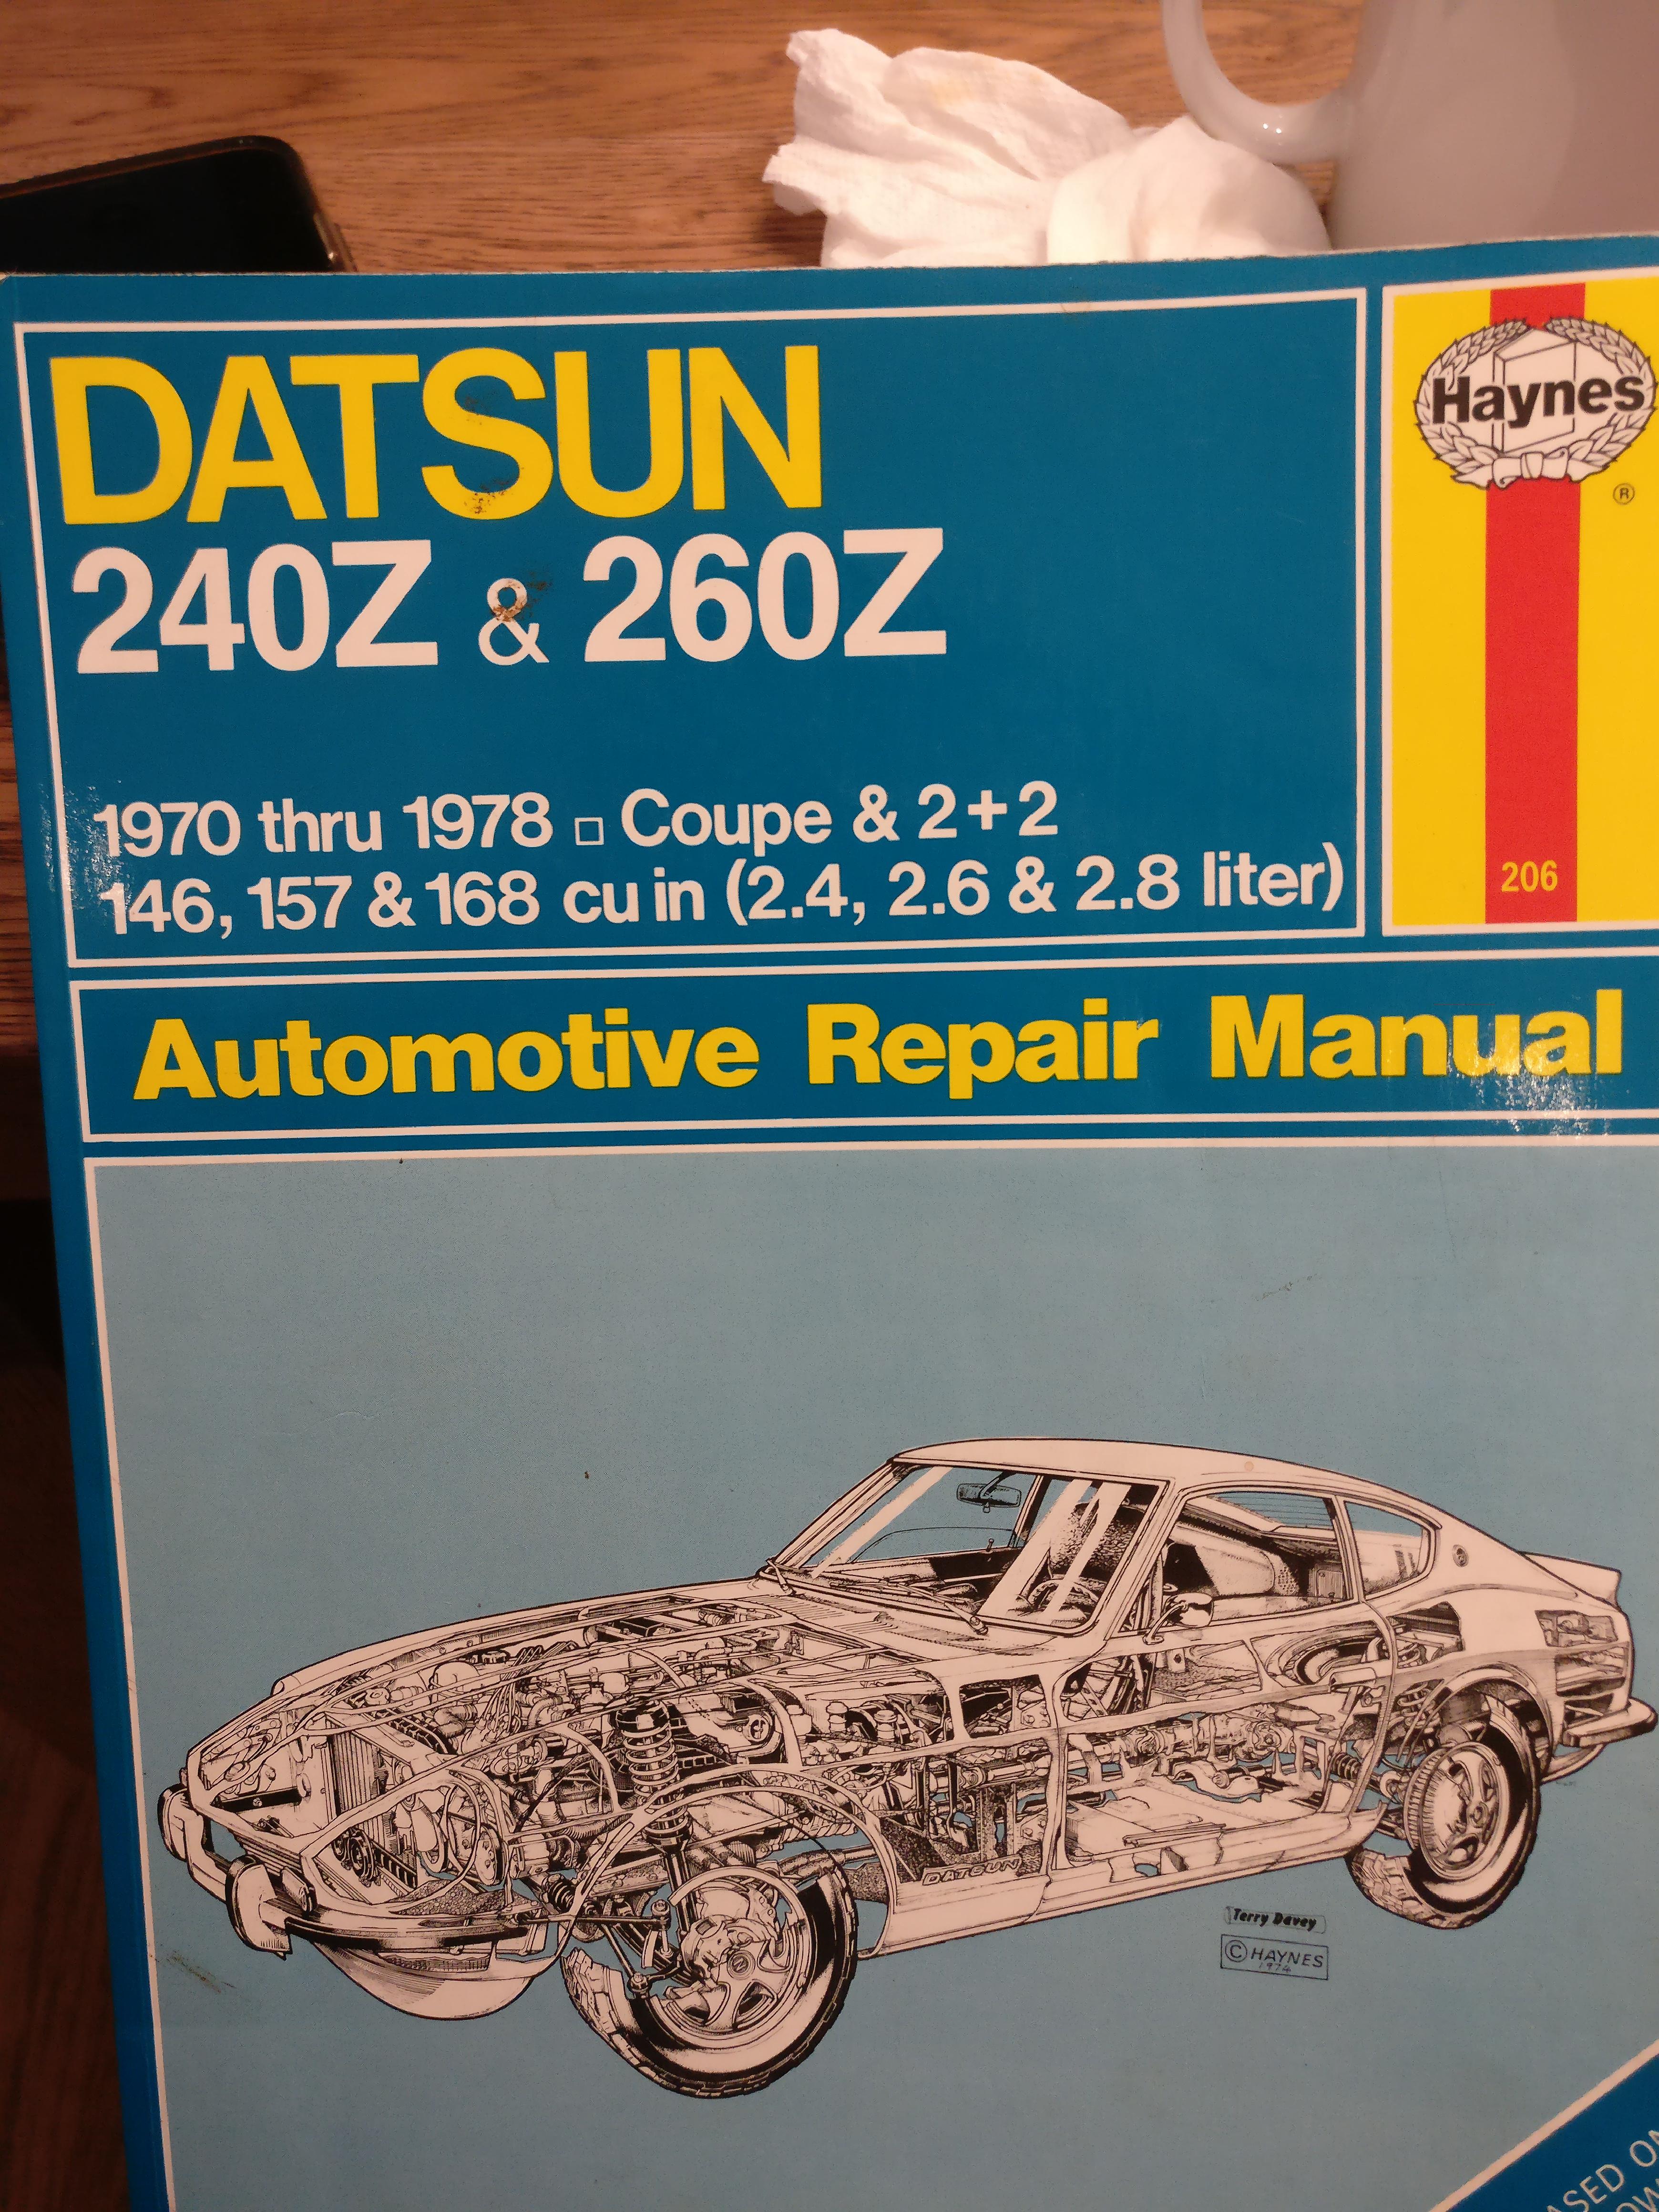 DATSUN
240Z & 260Z
1970 thru 1978 □ Coupe & 2+2
146, 157 & 168 cu in (2.4, 2.6 & 2.8 liter)
Haynes
®
206
Automotive Repair Manual
DATSUN
Terry Davey
© HAYNES
1974